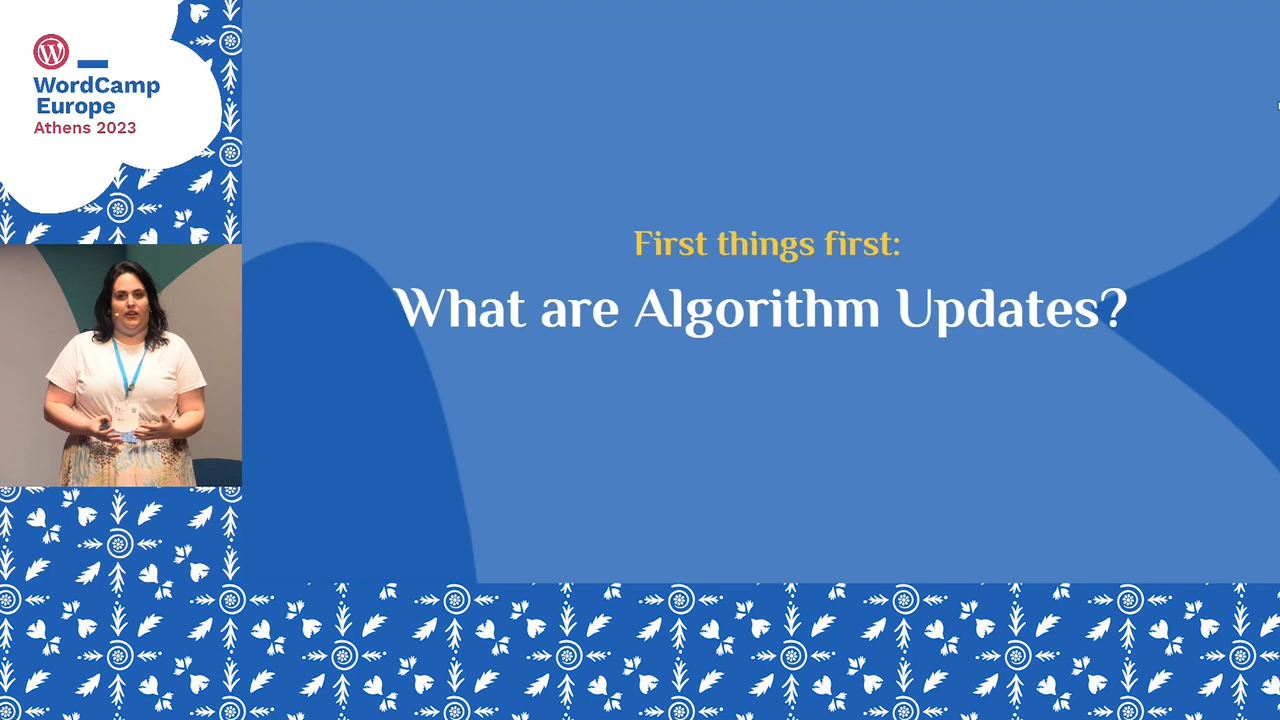 WordCamp
Europe
Athens 2023
First things first:
What are Algorithm Updates?